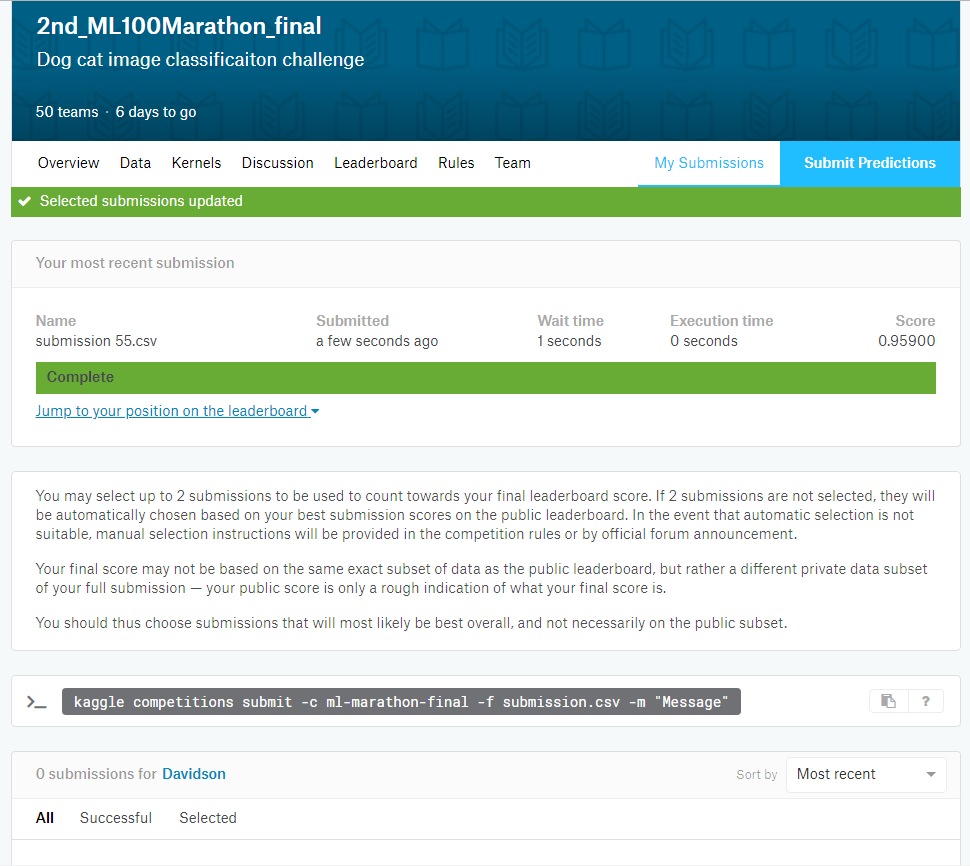 2nd_ML100Marathon_final
Dog cat image classificaiton challenge
50 teams · 6 days to go
Overview Data Kernels Discussion Leaderboard Rules Team My Submissions Submit Predictions
Selected submissions updated
Your most recent submission
Name Submitted Wait time Execution time Score
submission 55.csv a few seconds ago 1 seconds 0 seconds 0.95900
Complete
Jump to your position on the leaderboard
You may select up to 2 submissions to be used to count towards your final leaderboard score. If 2 submissions are not selected, they will
be automatically chosen based on your best submission scores on the public leaderboard. In the event that automatic selection is not
suitable, manual selection instructions will be provided in the competition rules or by official forum announcement.
Your final score may not be based on the same exact subset of data as the public leaderboard, but rather a different private data subset
of your full submission — your public score is only a rough indication of what your final score is.
You should thus choose submissions that will most likely be best overall, and not necessarily on the public subset.
>_ kaggle competitions submit -c ml-marathon-final -f submission.csv -m "Message" ?
0 submissions for Davidson Sort by Most recent
All Successful Selected